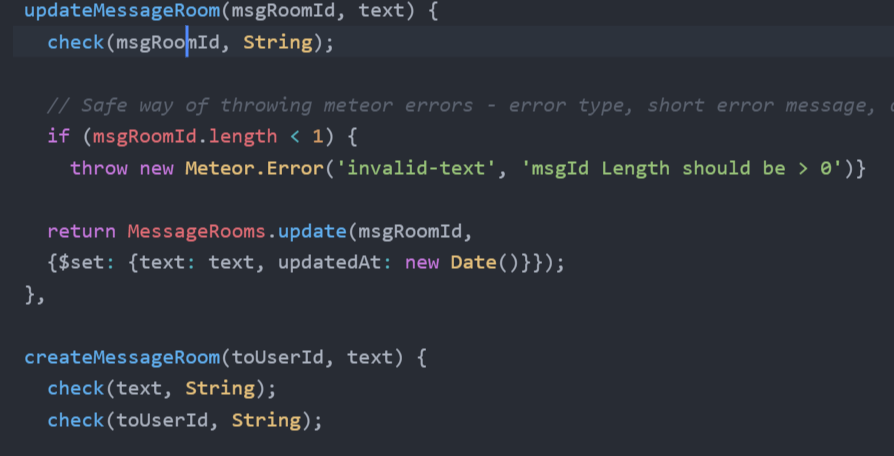 updateMessageRoom(msgRoomId, text) {
check(msgRoomId, String);
// Safe way of throwing meteor errors - error type, short error message,
if (msgRoomId.length < 1) {
throw new Meteor.Error('invalid-text', 'msgId Length should be > 0')}
return MessageRooms.update(msgRoomId,
{$set: {text: text, updatedAt: new Date()}});
},
createMessageRoom(toUserId, text) {
check(text, String);
check(toUserId, String);